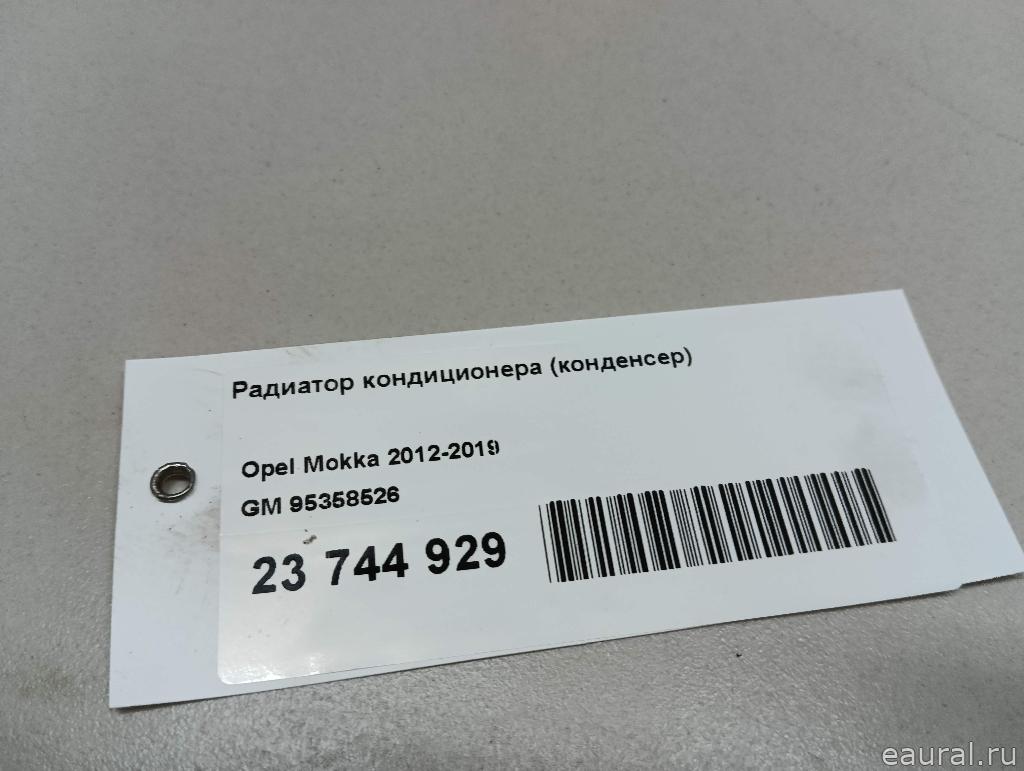 Радиатор кондиционера (конденсер)
Opel Mokka 2012-2019
GM 95358526
23 744 929
eaural.ru